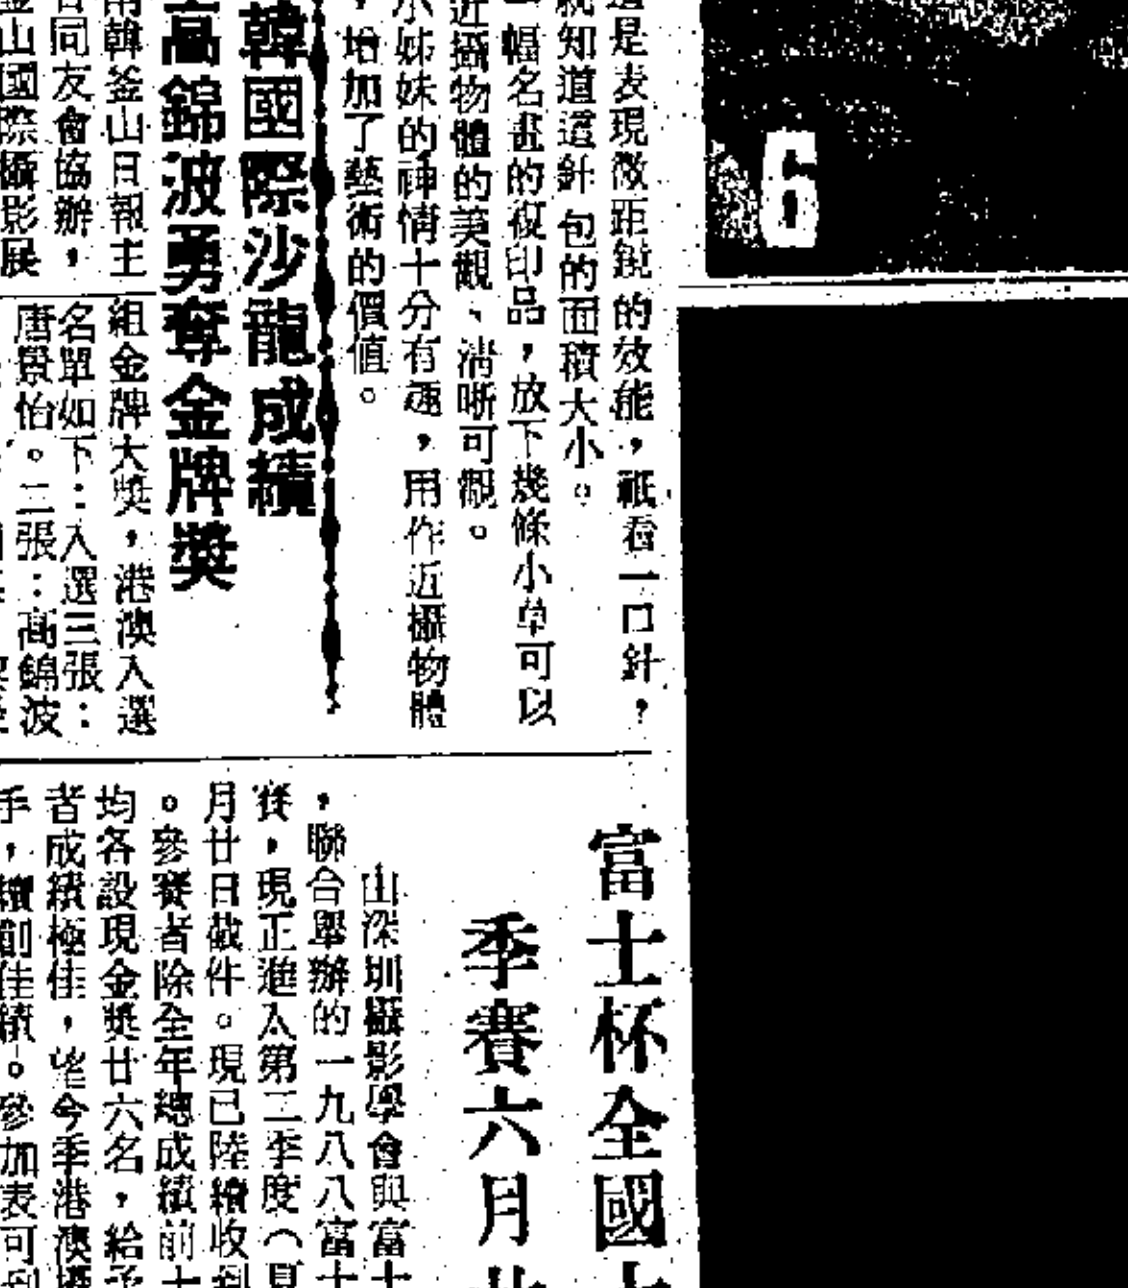 是表現微距鏡的效能，祇看一口針，
就知道這針包的面積大小。
一幅名畫的複印品，放下幾條小草可以
近攝物體的美觀、清晰可觀。
小姊妹的神情十分有趣，用作近攝物體
，增加了藝術的價值。
韓國際沙龍成績
高錦波勇奪金牌獎
南韓釜山日報主
同友會協辦，
金山國際攝影展
組金牌大獎，港澳入選
名單如下：入選三張：
唐景怡。二張：高錦波
6
富士杯全國
季賽六月
山深圳攝影學會與富士
，聯合舉辦的一九八八富士
賽，現正進入第二季度（
月廿日截件。現已陸續收到
。參賽者除全年總成績前十
均各設現金獎廿六名，給予
者成績極佳，望今季港澳攝
手，續創佳績。參加表可到